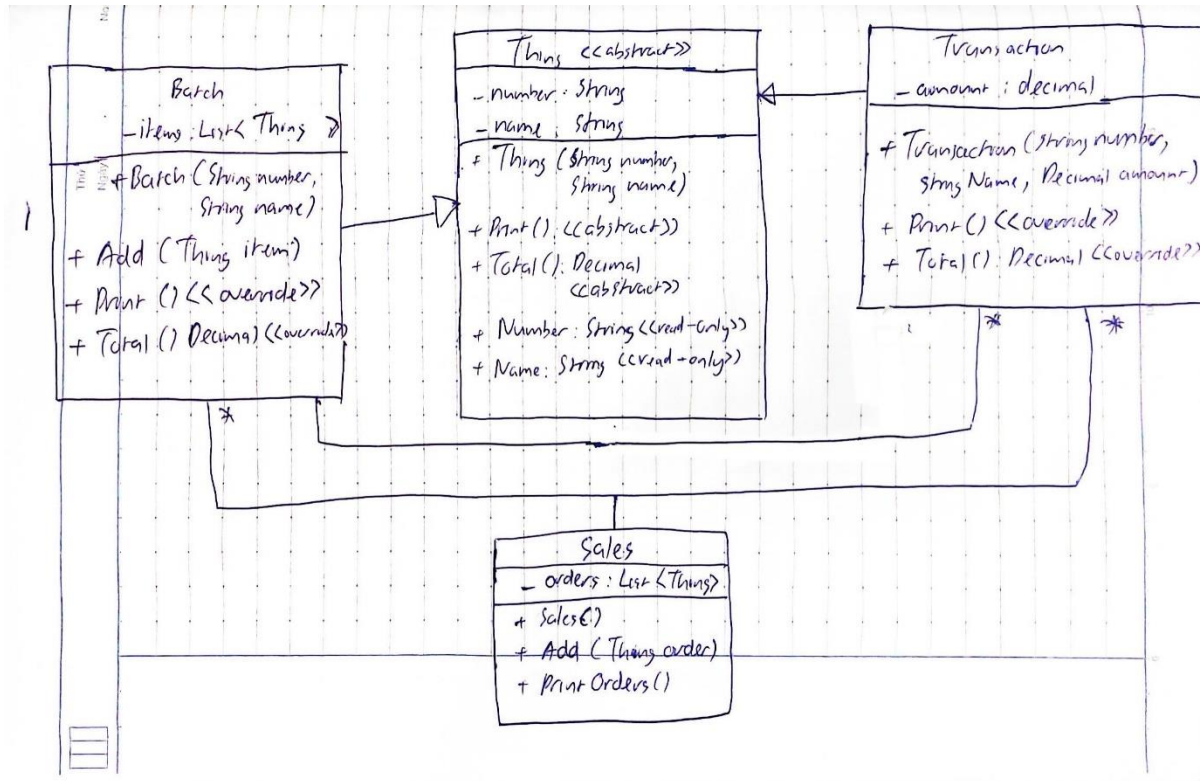 No
Batch
- items : List< Thing >
Thu
Ngày
+ Batch (String number,
String name)
+ Add (Thing item)
+ Print () <<override>>
+ Total () Decimal <<override>>
*
Thing <<abstract>>
- number : String
- name : String
+ Thing (String number,
String name)
+ Print(): <<abstract>>
+ Total(): Decimal
<<abstract>>
+ Number : String <<read-only>>
+ Name : String <<read-only>>
Transaction
- amount : decimal
+ Transaction (String number,
string Name, Decimal amount)
+ Print() <<override>>
+ Total() : Decimal <<override>>
*
*
Sales
- orders : List <Thing>
+ Sales()
+ Add (Thing order)
+ Print Orders ()